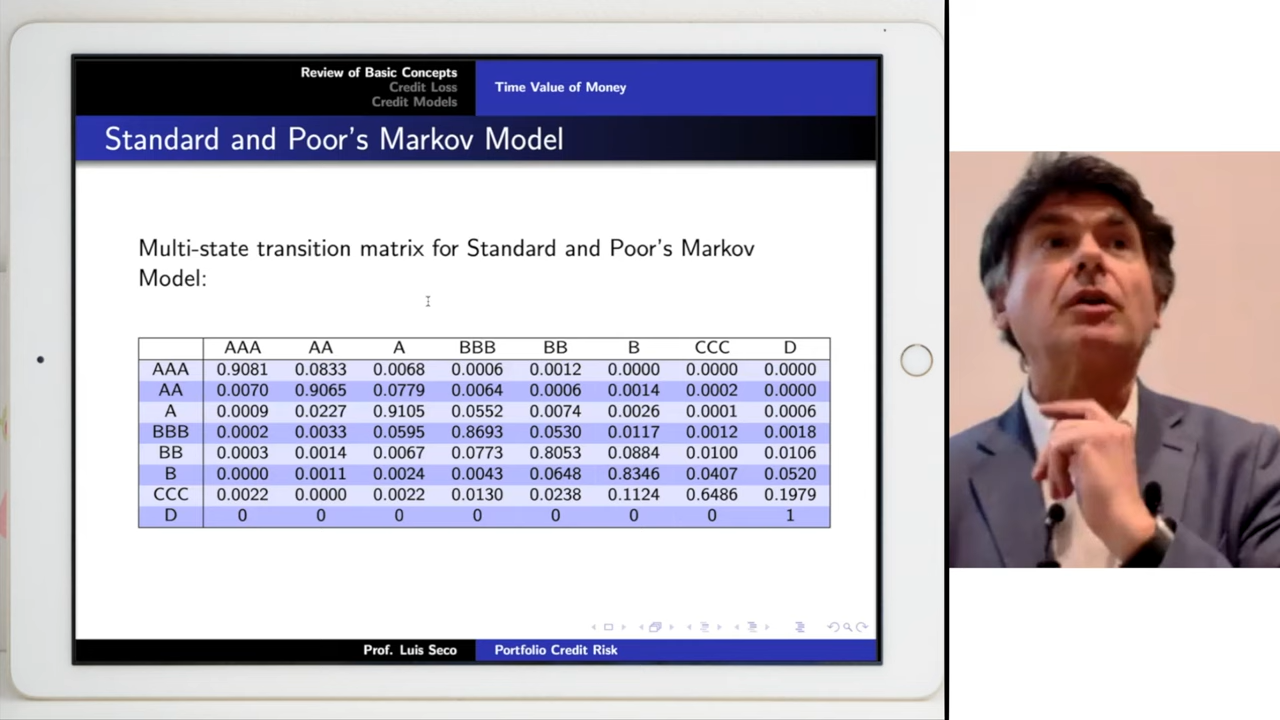 Review of Basic Concepts
Credit Loss
Credit Models
Time Value of Money
Standard and Poor's Markov Model
Multi-state transition matrix for Standard and Poor's Markov
Model:
AAA AA A BBB BB B CCC D
AAA 0.9081 0.0833 0.0068 0.0006 0.0012 0.0000 0.0000 0.0000
AA 0.0070 0.9065 0.0779 0.0064 0.0006 0.0014 0.0002 0.0000
A 0.0009 0.0227 0.9105 0.0552 0.0074 0.0026 0.0001 0.0006
BBB 0.0002 0.0033 0.0595 0.8693 0.0530 0.0117 0.0012 0.0018
BB 0.0003 0.0014 0.0067 0.0773 0.8053 0.0884 0.0100 0.0106
B 0.0000 0.0011 0.0024 0.0043 0.0648 0.8346 0.0407 0.0520
CCC 0.0022 0.0000 0.0022 0.0130 0.0238 0.1124 0.6486 0.1979
D 0 0 0 0 0 0 0 1
Prof. Luis Seco Portfolio Credit Risk